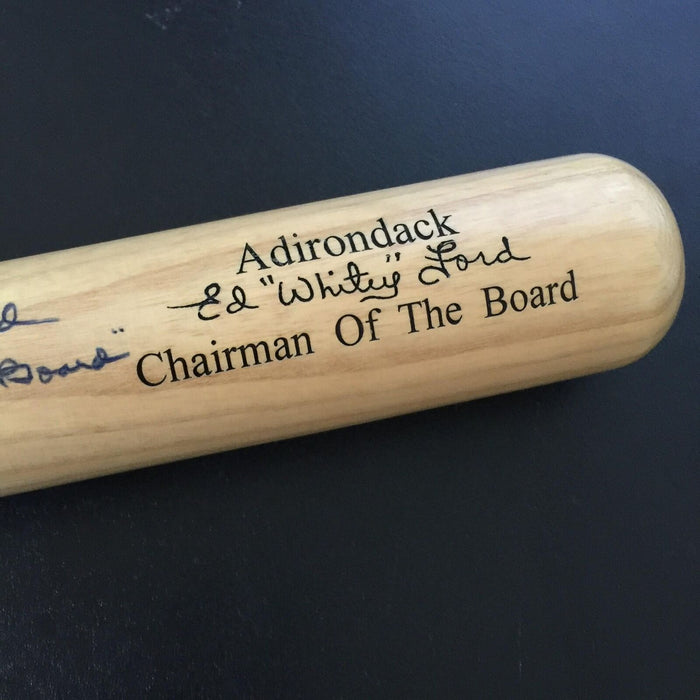 Adirondack
Ed "Whitey" Ford
Chairman Of The Board
Board"